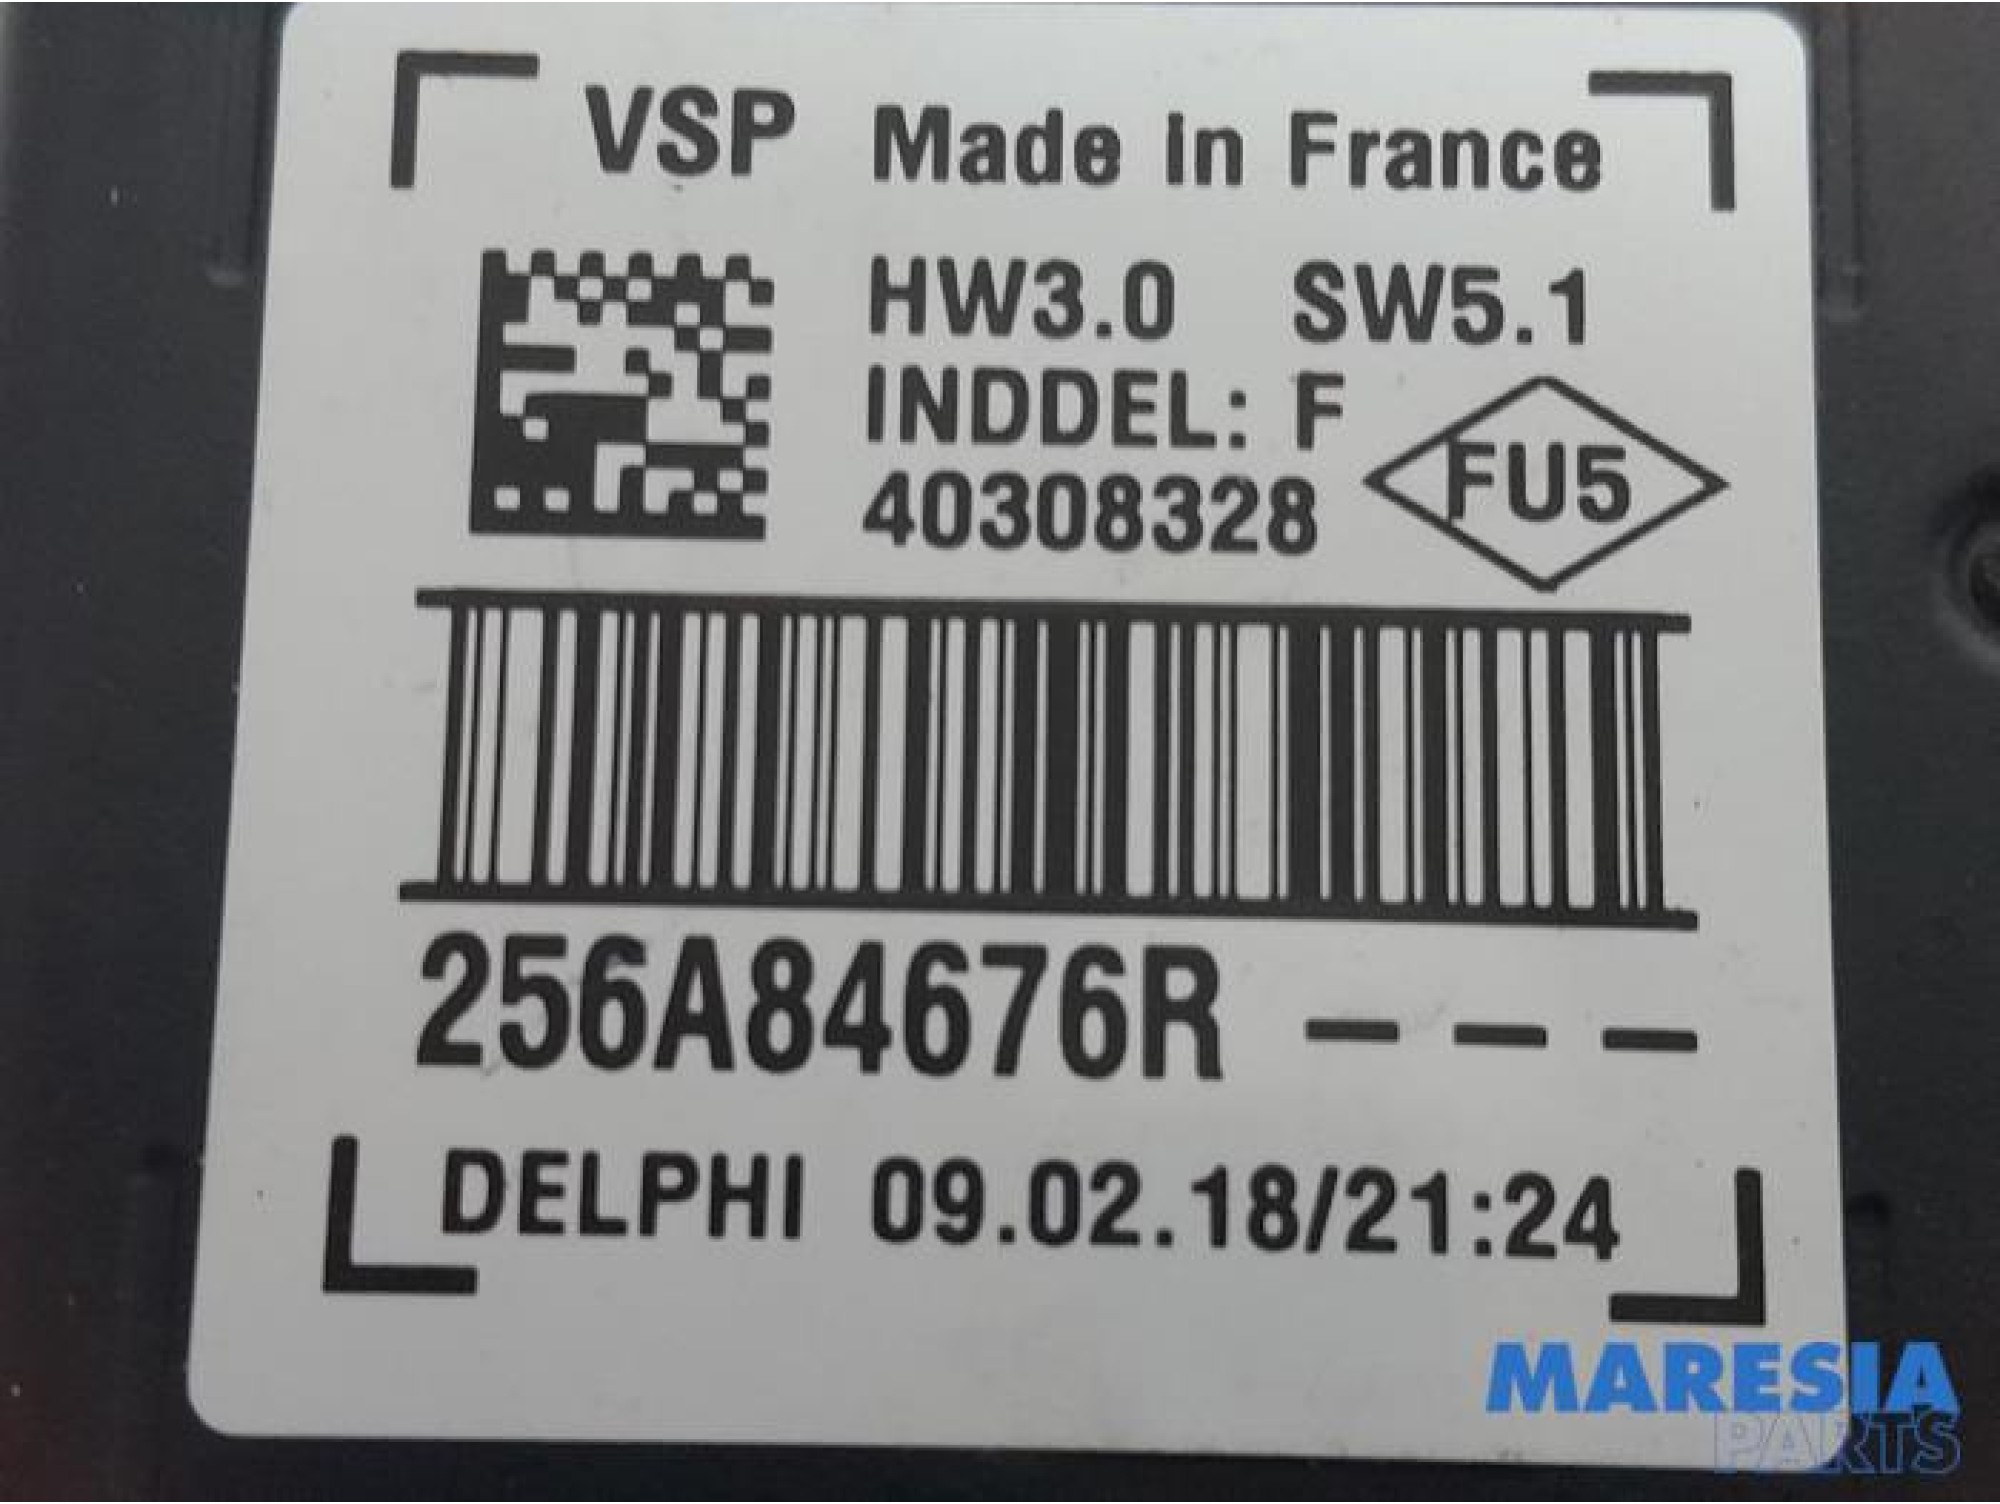 VSP Made in France
HW3.0 SW5.1
INDDEL: F
40308328
FU5
256A84676R ---
DELPHI 09.02.18/21:24
MARESIA
PARTS